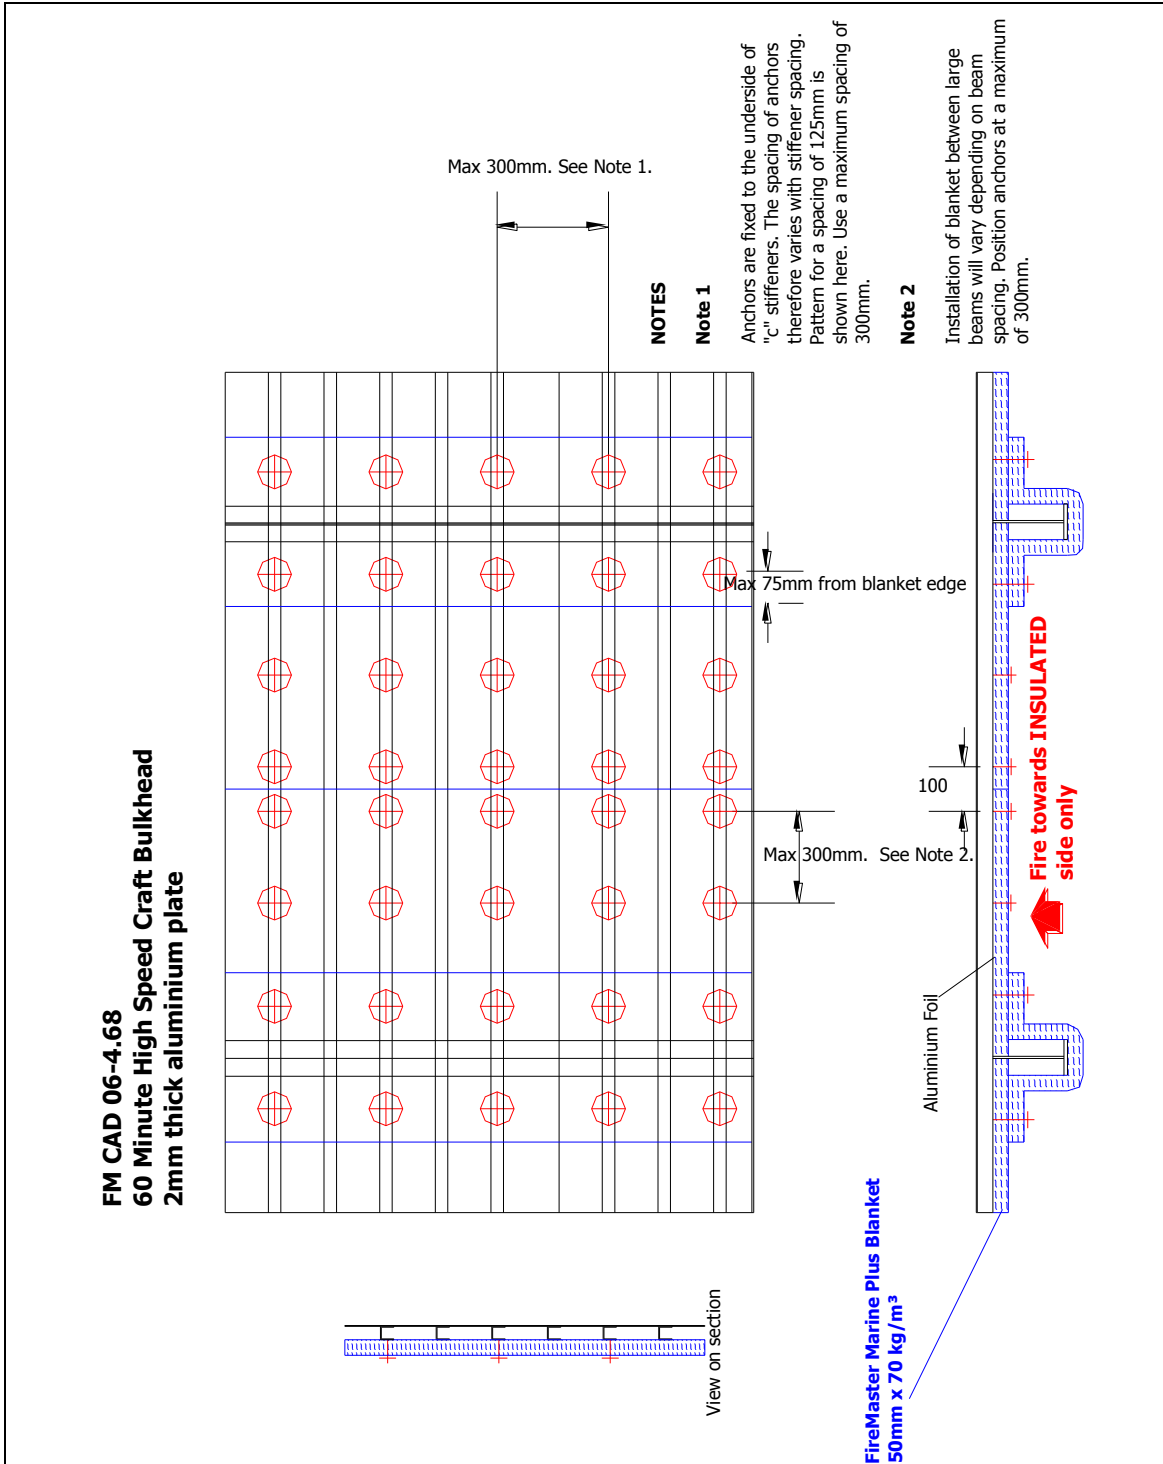 FM CAD 06-4.68
60 Minute High Speed Craft Bulkhead
2mm thick aluminium plate
Max 300mm. See Note 1.
NOTES
Note 1
Anchors are fixed to the underside of
"c" stiffeners. The spacing of anchors
therefore varies with stiffener spacing.
Pattern for a spacing of 125mm is
shown here. Use a maximum spacing of
300mm.
Note 2
Installation of blanket between large
beams will vary depending on beam
spacing. Position anchors at a maximum
of 300mm.
Max 75mm from blanket edge
100
Max 300mm. See Note 2.
Fire towards INSULATED
side only
Aluminium Foil
View on section
FireMaster Marine Plus Blanket
50mm x 70 kg/m³